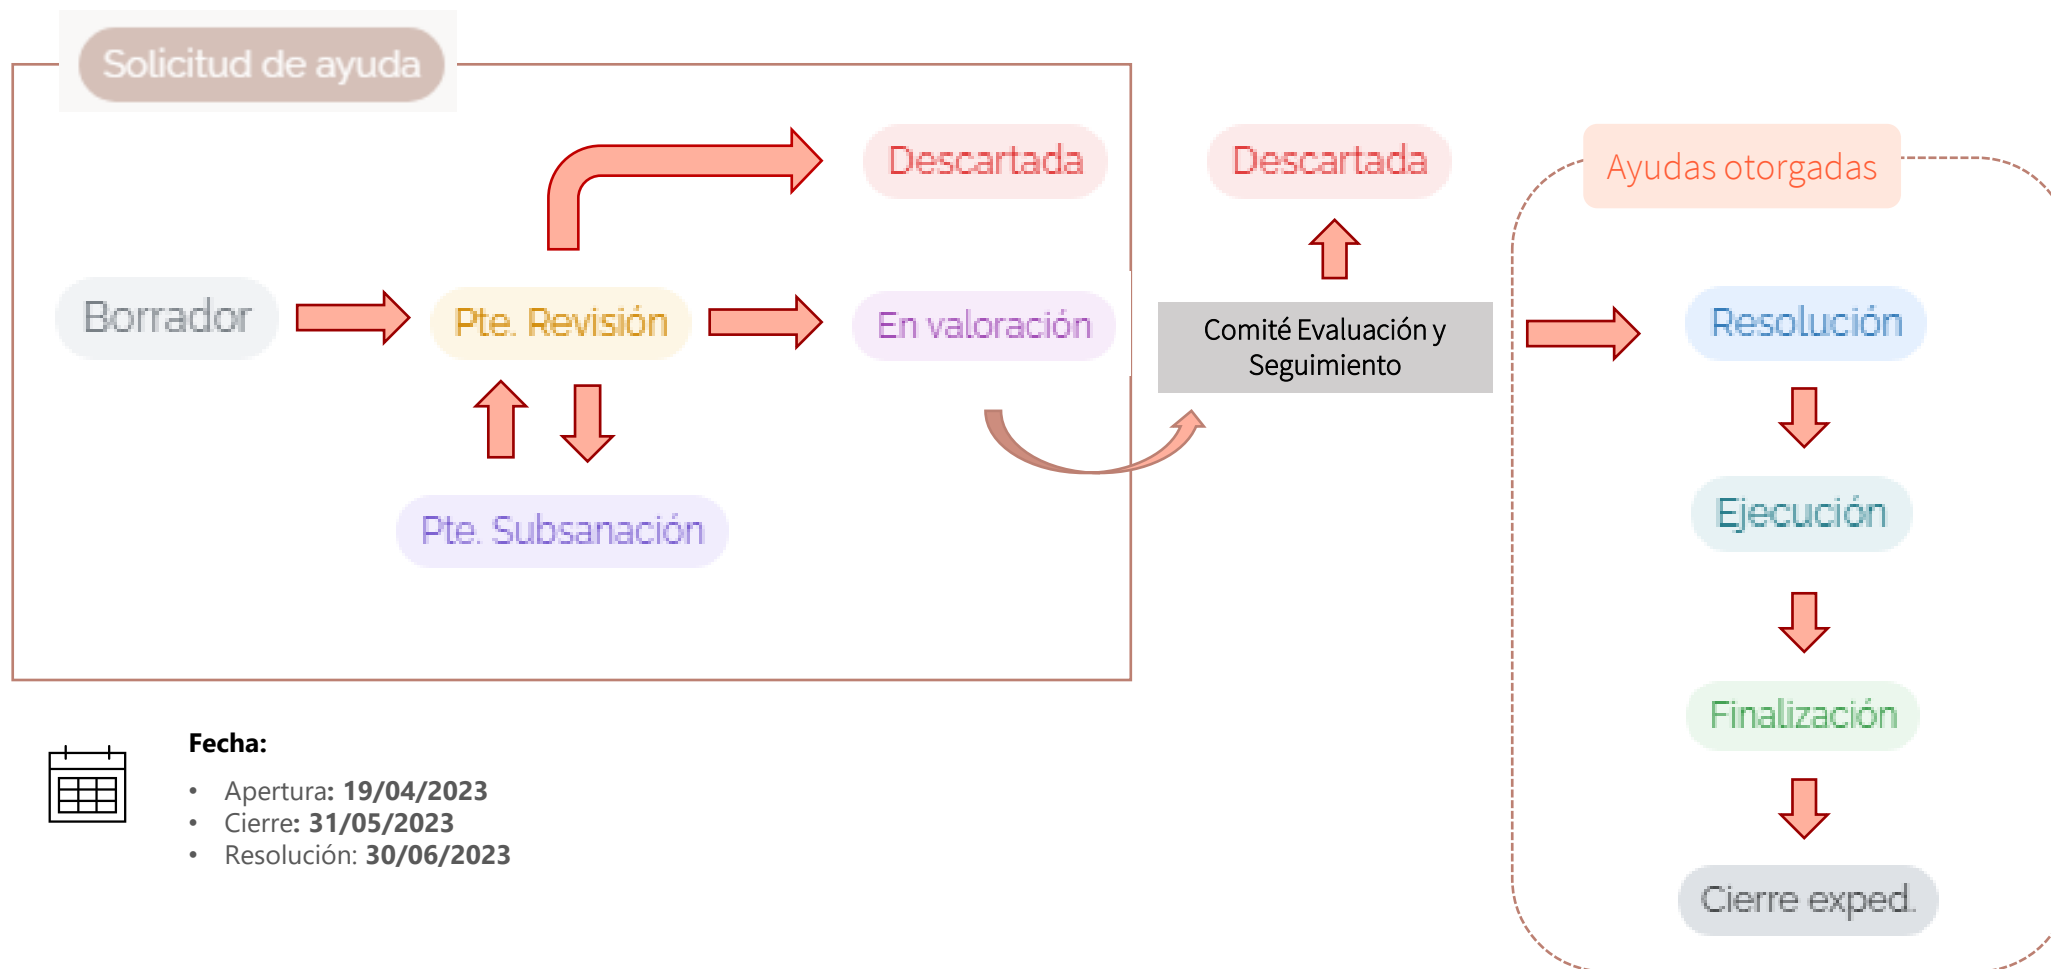 Solicitud de ayuda
Descartada
Descartada
Ayudas otorgadas
Borrador
Pte. Revisión
En valoración
Comité Evaluación y
Seguimiento
Resolución
Pte. Subsanación
Ejecución
Finalización
Cierre exped.
Fecha:
• Apertura: 19/04/2023
• Cierre: 31/05/2023
• Resolución: 30/06/2023